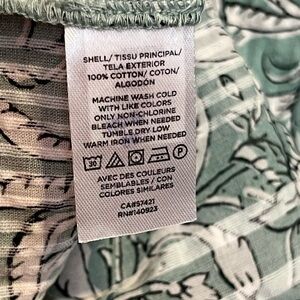 SHELL/ TISSU PRINCIPAL/
TELA EXTERIOR
100% COTTON/ COTON/
ALGODÓN
MACHINE WASH COLD
WITH LIKE COLORS
ONLY NON-CHLORINE
BLEACH WHEN NEEDED
TUMBLE DRY LOW
WARM IRON WHEN NEEDED
30 P
AVEC DES COULEURS
SEMBLABLES / CON
COLORES SIMILARES
CA#57421
RN#140923